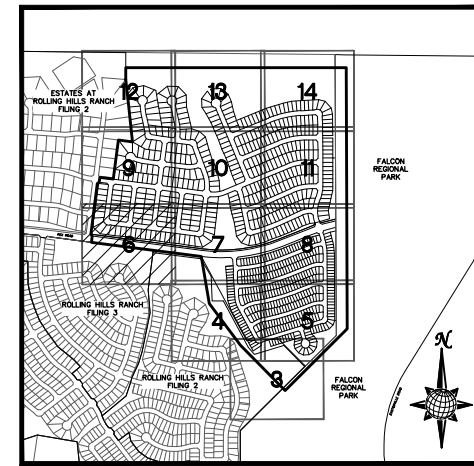 12
13
14
ESTATES AT
ROLLING HILLS RANCH
FILING 2
9
10
11
FALCON
REGIONAL
PARK
6
7
8
ROLLING HILLS RANCH
FILING 3
4
5
ROLLING HILLS RANCH
FILING 2
3
FALCON
REGIONAL
PARK
N